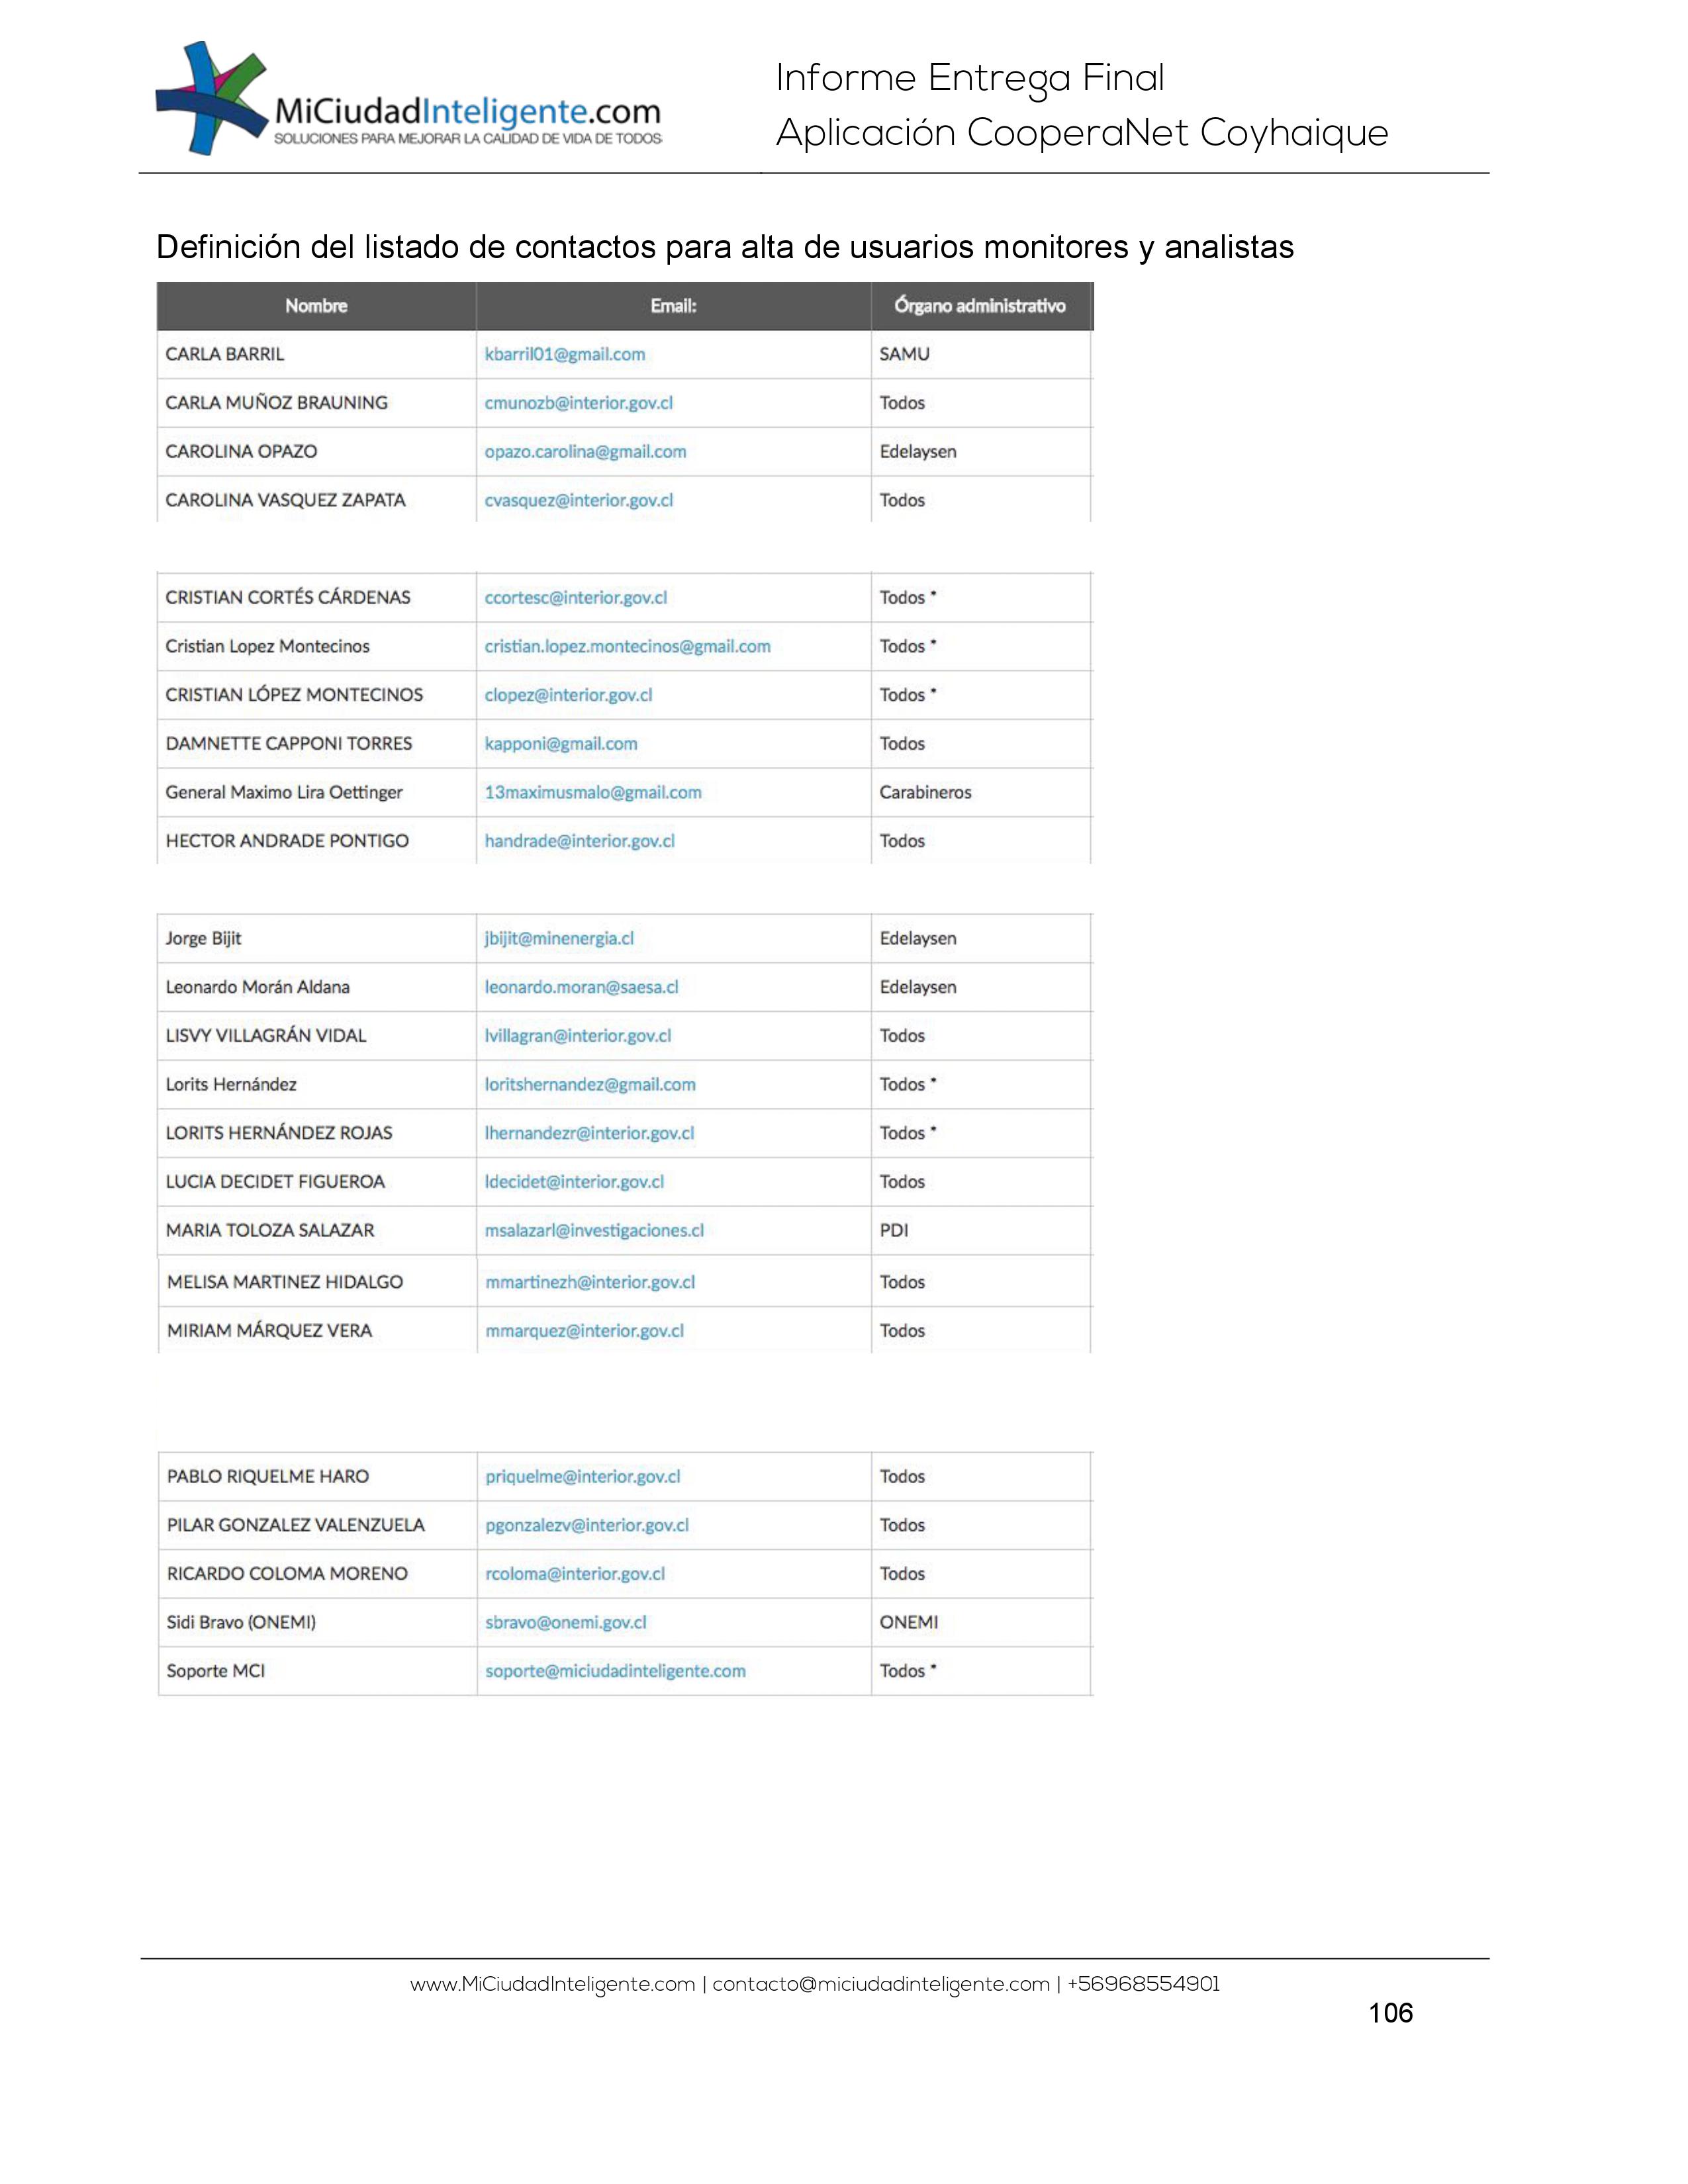 MiCiudadInteligente.com
SOLUCIONES PARA MEJORAR LA CALIDAD DE VIDA DE TODOS
Informe Entrega Final
Aplicación CooperaNet Coyhaique
Definición del listado de contactos para alta de usuarios monitores y analistas
Nombre Email: Órgano administrativo
CARLA BARRIL kbarril01@gmail.com SAMU
CARLA MUÑOZ BRAUNING cmunozb@interior.gov.cl Todos
CAROLINA OPAZO opazo.carolina@gmail.com Edelaysen
CAROLINA VASQUEZ ZAPATA cvasquez@interior.gov.cl Todos
CRISTIAN CORTÉS CÁRDENAS ccortesc@interior.gov.cl Todos *
Cristian Lopez Montecinos cristian.lopez.montecinos@gmail.com Todos *
CRISTIAN LÓPEZ MONTECINOS clopez@interior.gov.cl Todos *
DAMNETTE CAPPONI TORRES kapponi@gmail.com Todos
General Maximo Lira Oettinger 13maximusmalo@gmail.com Carabineros
HECTOR ANDRADE PONTIGO handrade@interior.gov.cl Todos
Jorge Bijit jbijit@minenergia.cl Edelaysen
Leonardo Morán Aldana leonardo.moran@saesa.cl Edelaysen
LISVY VILLAGRÁN VIDAL lvillagran@interior.gov.cl Todos
Lorits Hernández loritshernandez@gmail.com Todos *
LORITS HERNÁNDEZ ROJAS lhernandezr@interior.gov.cl Todos *
LUCIA DECIDET FIGUEROA ldecidet@interior.gov.cl Todos
MARIA TOLOZA SALAZAR msalazarl@investigaciones.cl PDI
MELISA MARTINEZ HIDALGO mmartinezh@interior.gov.cl Todos
MIRIAM MÁRQUEZ VERA mmarquez@interior.gov.cl Todos
PABLO RIQUELME HARO priquelme@interior.gov.cl Todos
PILAR GONZALEZ VALENZUELA pgonzalezv@interior.gov.cl Todos
RICARDO COLOMA MORENO rcoloma@interior.gov.cl Todos
Sidi Bravo (ONEMI) sbravo@onemi.gov.cl ONEMI
Soporte MCI soporte@miciudadinteligente.com Todos *
www.MiCiudadInteligente.com | contacto@miciudadinteligente.com | +56968554901
106